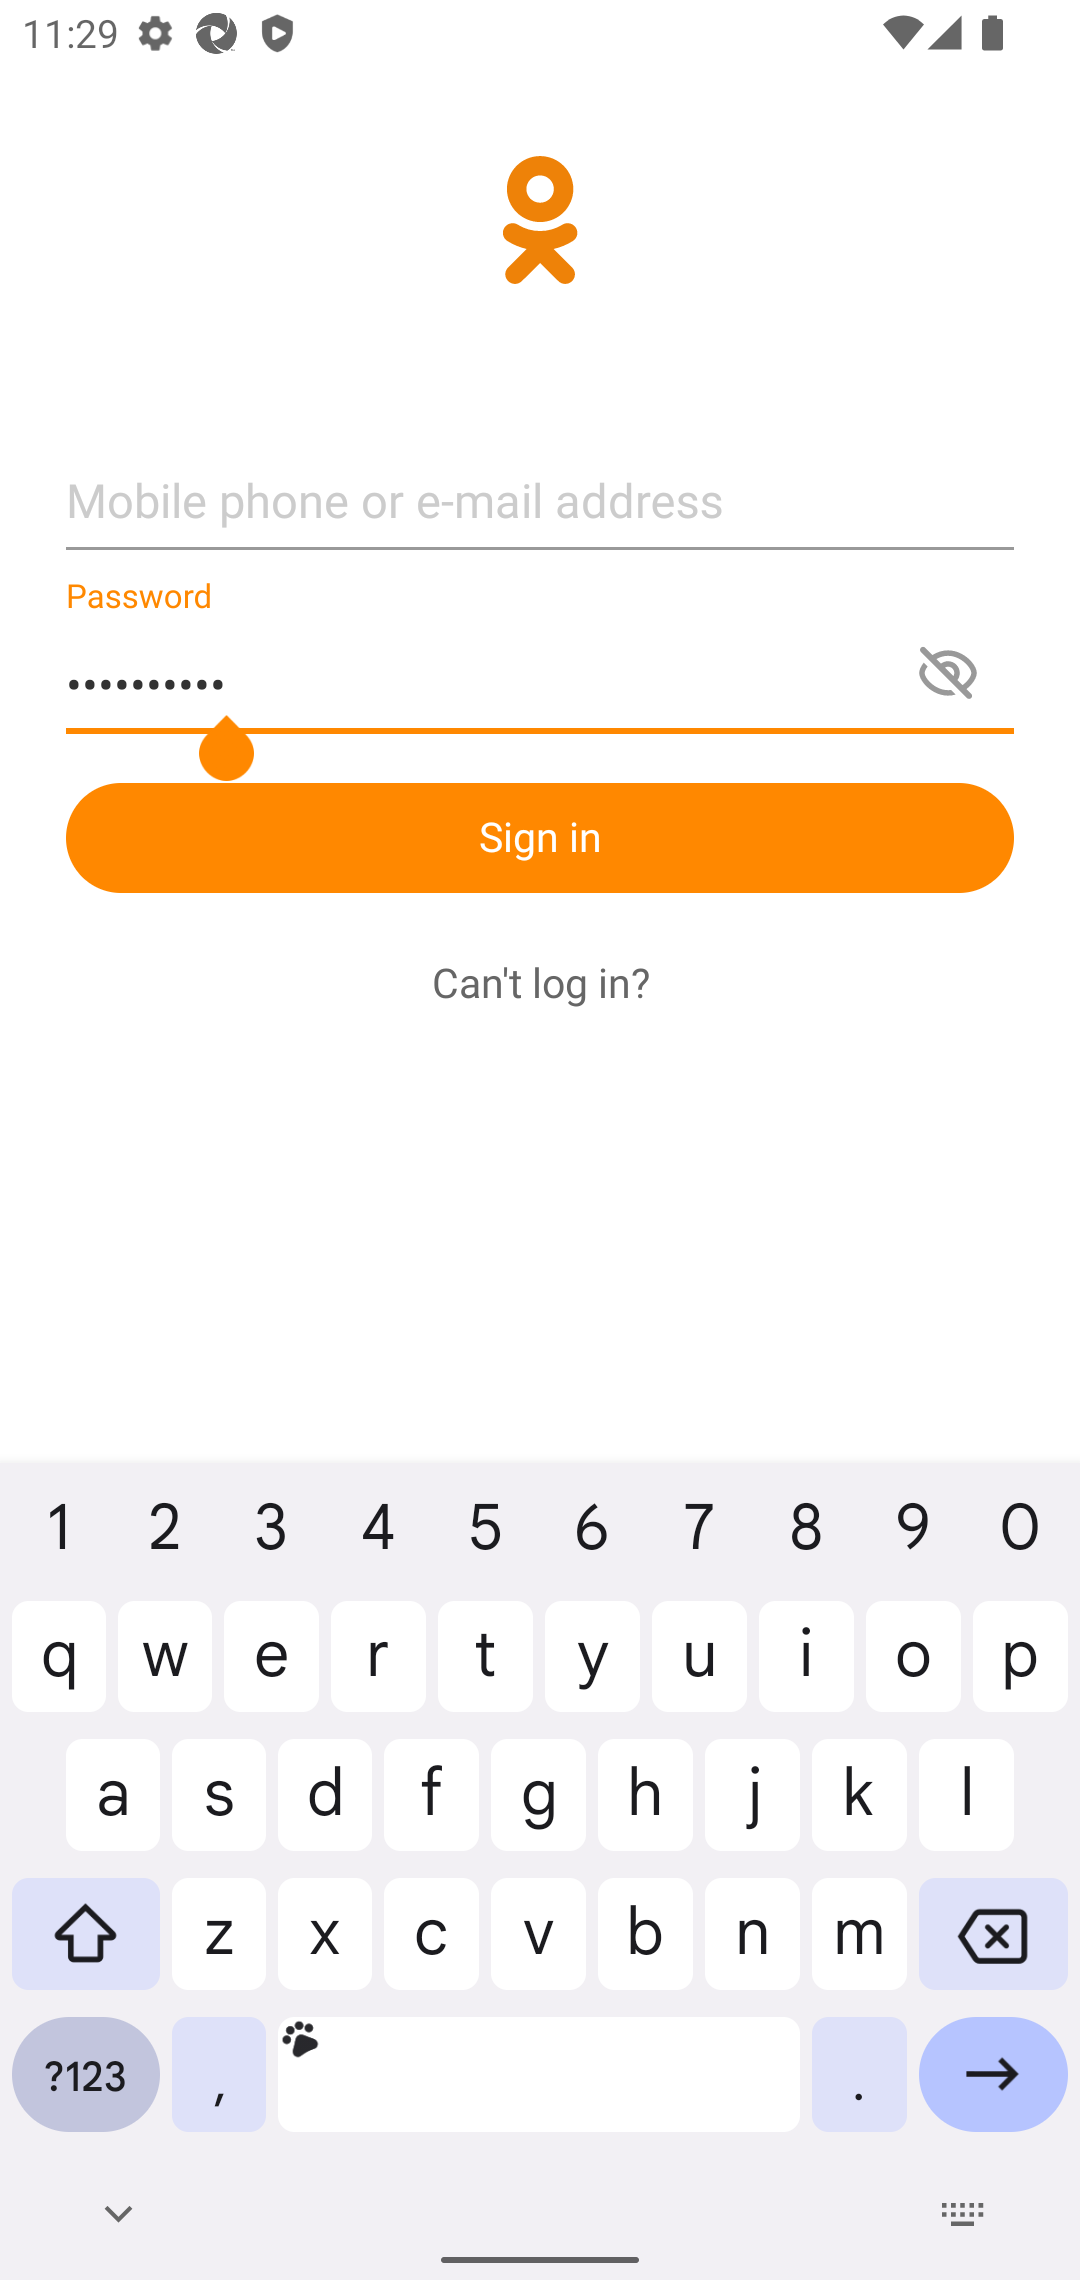 11:29
Mobile phone or e-mail address
Password
••••••••••
Sign in
Can't log in?
1 2 3 4 5 6 7 8 9 0
q w e r t y u i o p
a s d f g h j k l
z x c v b n m
?123 , .